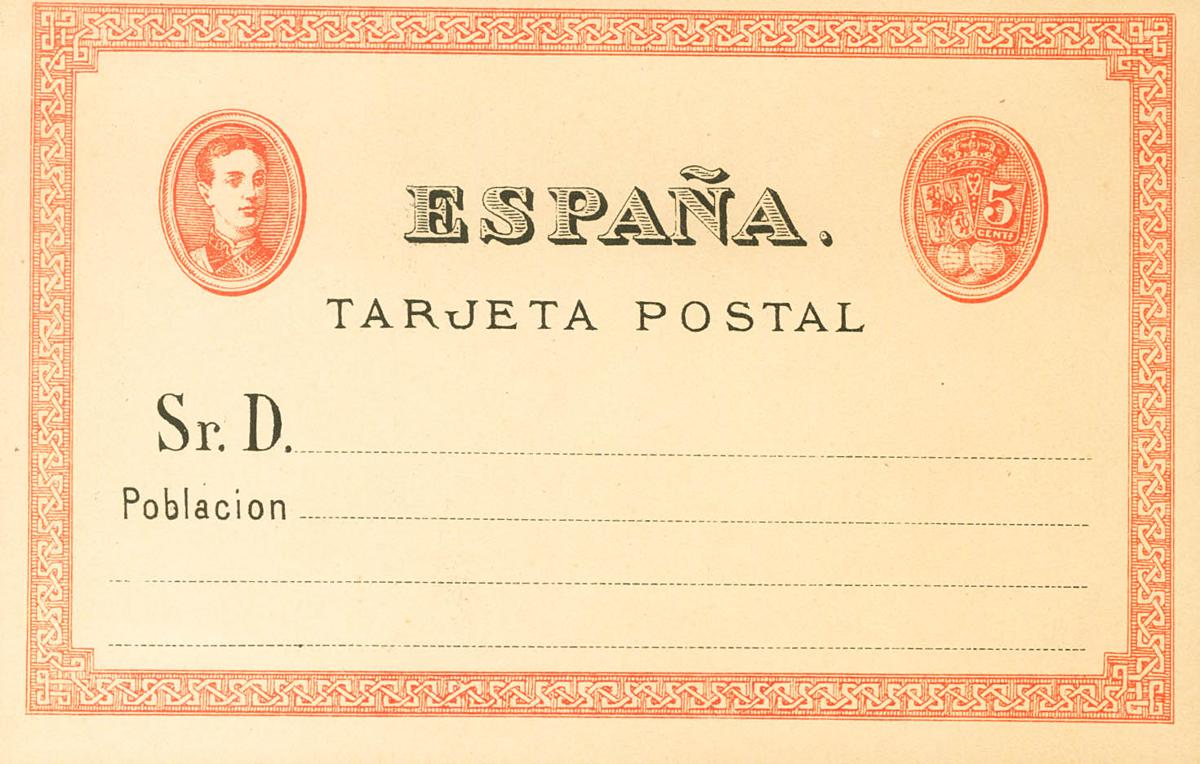 ESPAÑA.
5
CENTS
TARJETA POSTAL
Sr. D.
Poblacion